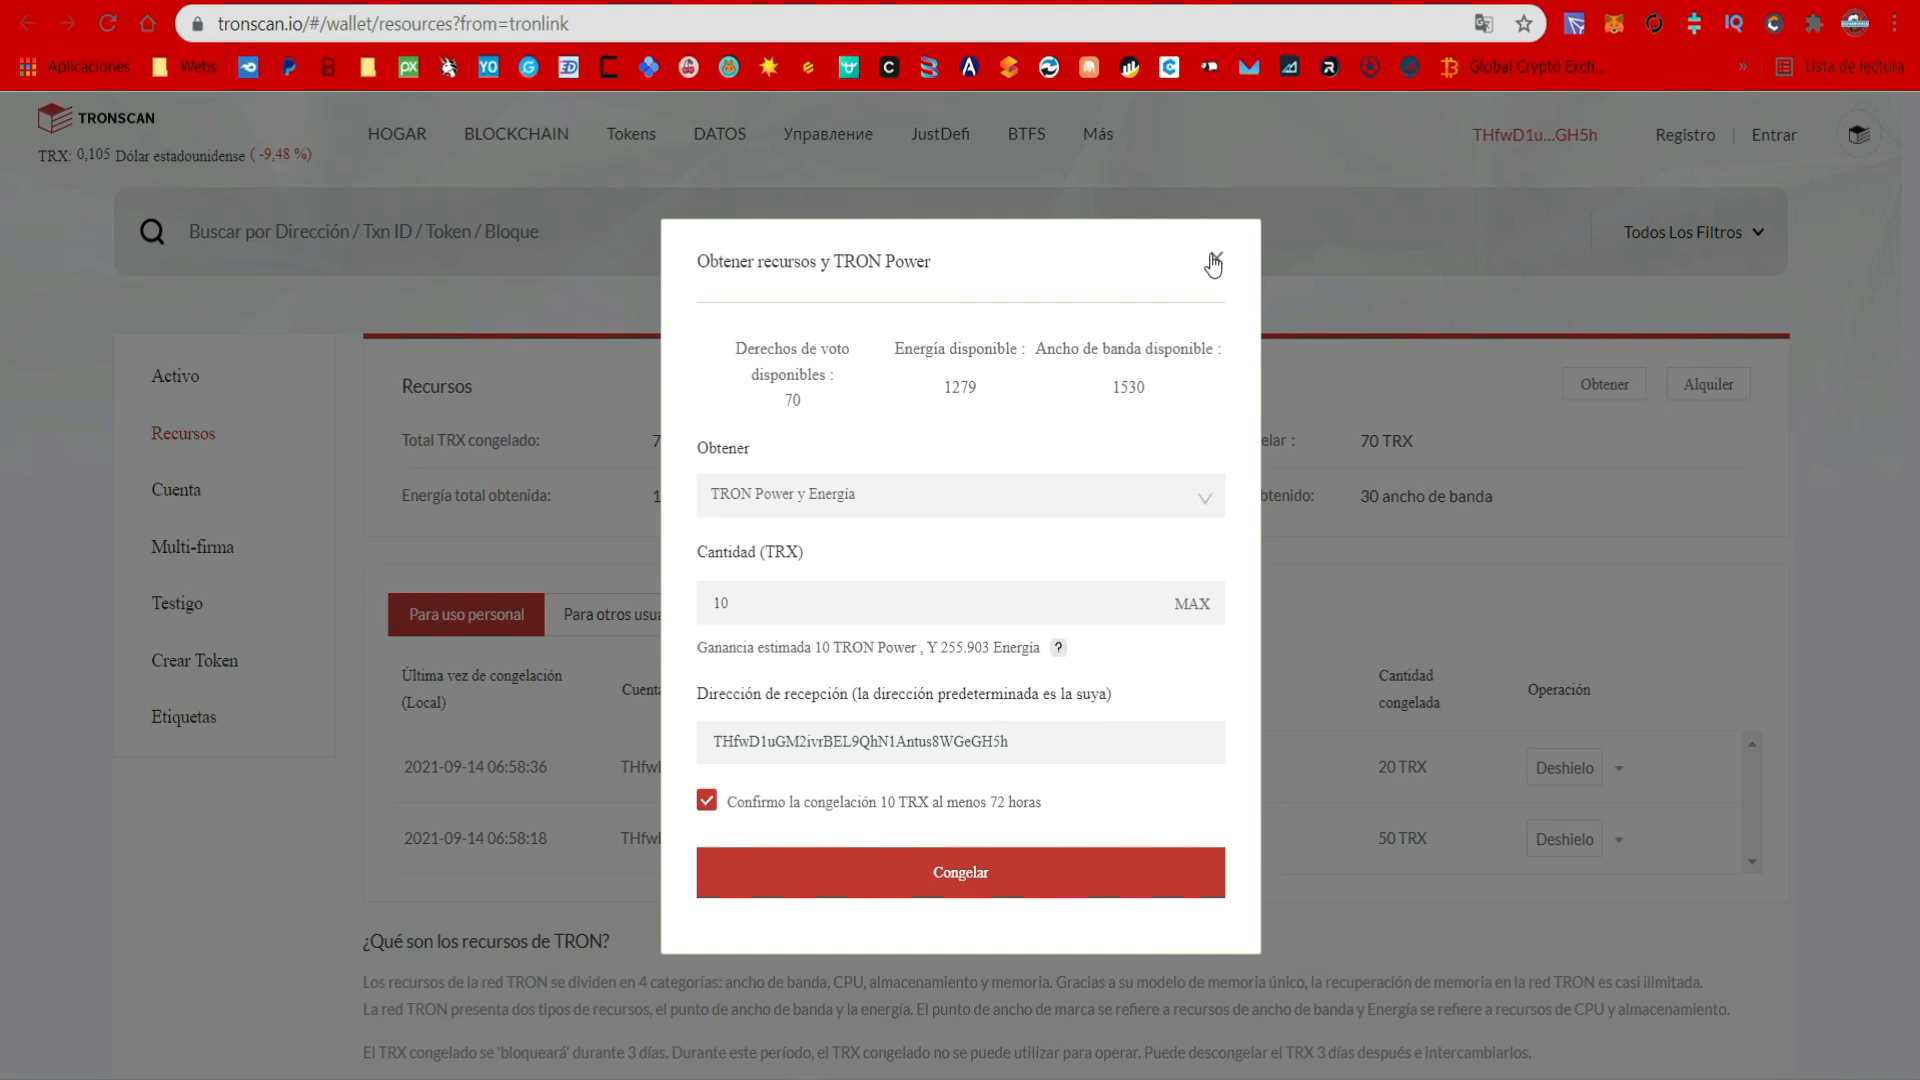 tronscan.io/#/wallet/resources?from=tronlink
Aplicaciones
Webs
Global Crypto Exch...
»
Lista de lectura
TRONSCAN
TRX: 0,105 Dólar estadounidense ( -9,48 %)
HOGAR
BLOCKCHAIN
Tokens
DATOS
Управление
JustDefi
BTFS
Más
THfwD1u...GH5h
Registro | Entrar
Buscar por Dirección / Txn ID / Token / Bloque
Todos Los Filtros
Activo
Recursos
Cuenta
Multi-firma
Testigo
Crear Token
Etiquetas
Recursos
Obtener
Alquiler
Total TRX congelado: 7
elar : 70 TRX
Energía total obtenida: 1
btenido: 30 ancho de banda
Obtener recursos y TRON Power
Derechos de voto
disponibles :
70
Energía disponible :
1279
Ancho de banda disponible :
1530
Obtener
TRON Power y Energía
Cantidad (TRX)
10 MAX
Ganancia estimada 10 TRON Power , Y 255.903 Energía ?
Dirección de recepción (la dirección predeterminada es la suya)
THfwD1uGM2ivrBEL9QhN1Antus8WGeGH5h
Confirmo la congelación 10 TRX al menos 72 horas
Congelar
Para uso personal
Para otros usua
Última vez de congelación
(Local)
Cuenta
Cantidad
congelada
Operación
2021-09-14 06:58:36 THfwl 20 TRX Deshielo
2021-09-14 06:58:18 THfwl 50 TRX Deshielo
¿Qué son los recursos de TRON?
Los recursos de la red TRON se dividen en 4 categorías: ancho de banda, CPU, almacenamiento y memoria. Gracias a su modelo de memoria único, la recuperación de memoria en la red TRON es casi ilimitada.
La red TRON presenta dos tipos de recursos, el punto de ancho de banda y la energía. El punto de ancho de marca se refiere a recursos de ancho de banda y Energía se refiere a recursos de CPU y almacenamiento.
El TRX congelado se 'bloqueará' durante 3 días. Durante este período, el TRX congelado no se puede utilizar para operar. Puede descongelar el TRX 3 días después e intercambiarlos.